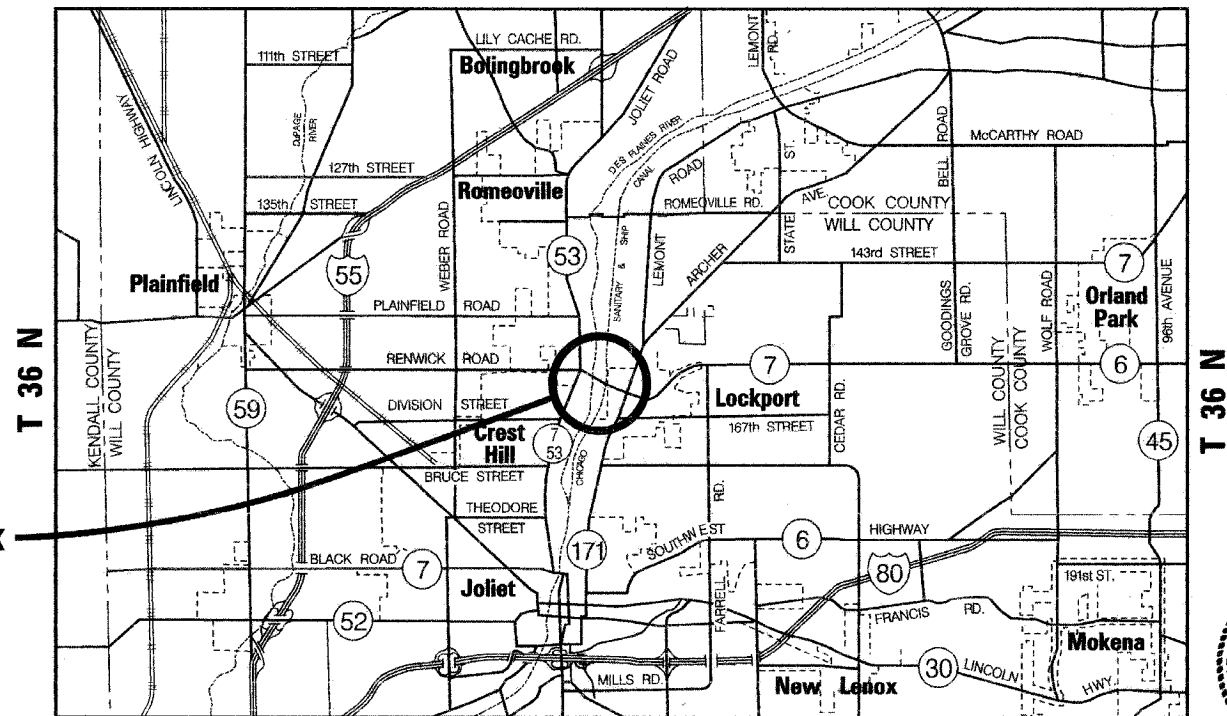 LILY CACHE RD.
111th STREET
Bolingbrook
JOLIET ROAD
LEMONT RD.
LINCOLN HIGHWAY
DuPAGE RIVER
DES PLAINES RIVER
BELL ROAD
McCARTHY ROAD
127th STREET
CANAL
ROAD
ST.
Romeoville
135th STREET
ROMEOVILLE RD.
AVE.
COOK COUNTY
WILL COUNTY
STATE
WEBER ROAD
53
SHIP
&
SANITARY
LEMONT
ARCHER
143rd STREET
7
55
Plainfield
Orland
Park
96th AVENUE
PLAINFIELD ROAD
GOODINGS
GROVE RD.
WOLF ROAD
T 36 N
KENDALL COUNTY
WILL COUNTY
RENWICK ROAD
7
6
T 36 N
59
DIVISION STREET
Lockport
CEDAR RD.
WILL COUNTY
COOK COUNTY
Crest
Hill
7
53
167th STREET
45
CHICAGO
BRUCE STREET
THEODORE
STREET
RD.
SOUTHWEST
6
HIGHWAY
171
BLACK ROAD
7
80
191st ST.
Joliet
FARRELL
FRANCIS RD.
52
Mokena
30
LINCOLN
HWY
MILLS RD.
New Lenox